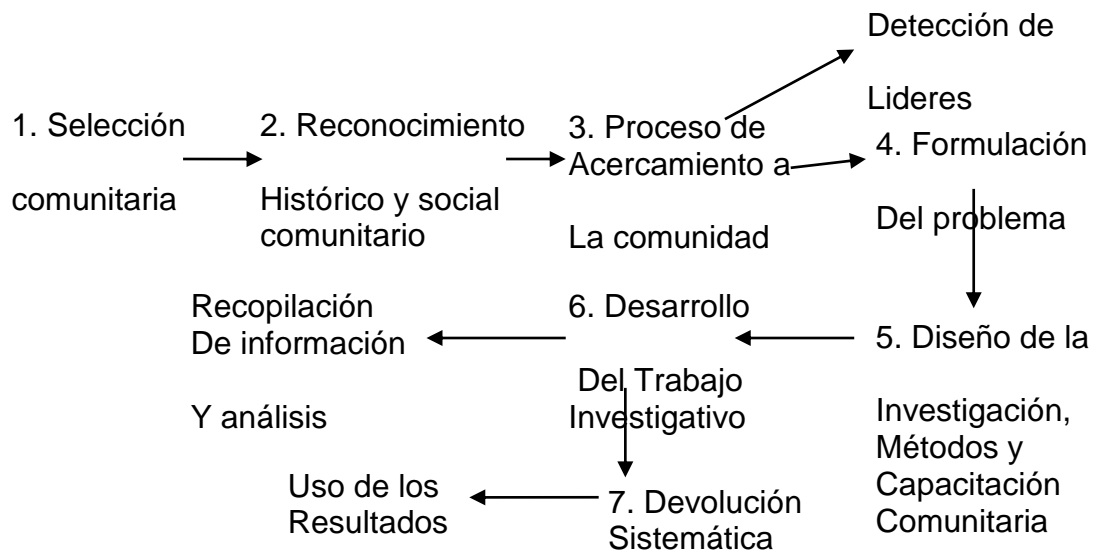 Detección de
Lideres
1. Selección
comunitaria
2. Reconocimiento
Histórico y social
comunitario
3. Proceso de
Acercamiento a
La comunidad
4. Formulación
Del problema
Recopilación
De información
Y análisis
6. Desarrollo
Del Trabajo
Investigativo
5. Diseño de la
Investigación,
Métodos y
Capacitación
Comunitaria
Uso de los
Resultados
7. Devolución
Sistemática